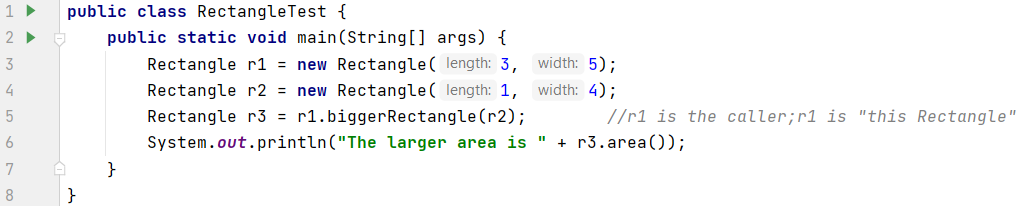 1 public class RectangleTest {
2 public static void main(String[] args) {
3 Rectangle r1 = new Rectangle( length: 3, width: 5);
4 Rectangle r2 = new Rectangle( length: 1, width: 4);
5 Rectangle r3 = r1.biggerRectangle(r2); //r1 is the caller;r1 is "this Rectangle"
6 System.out.println("The larger area is " + r3.area());
7 }
8 }